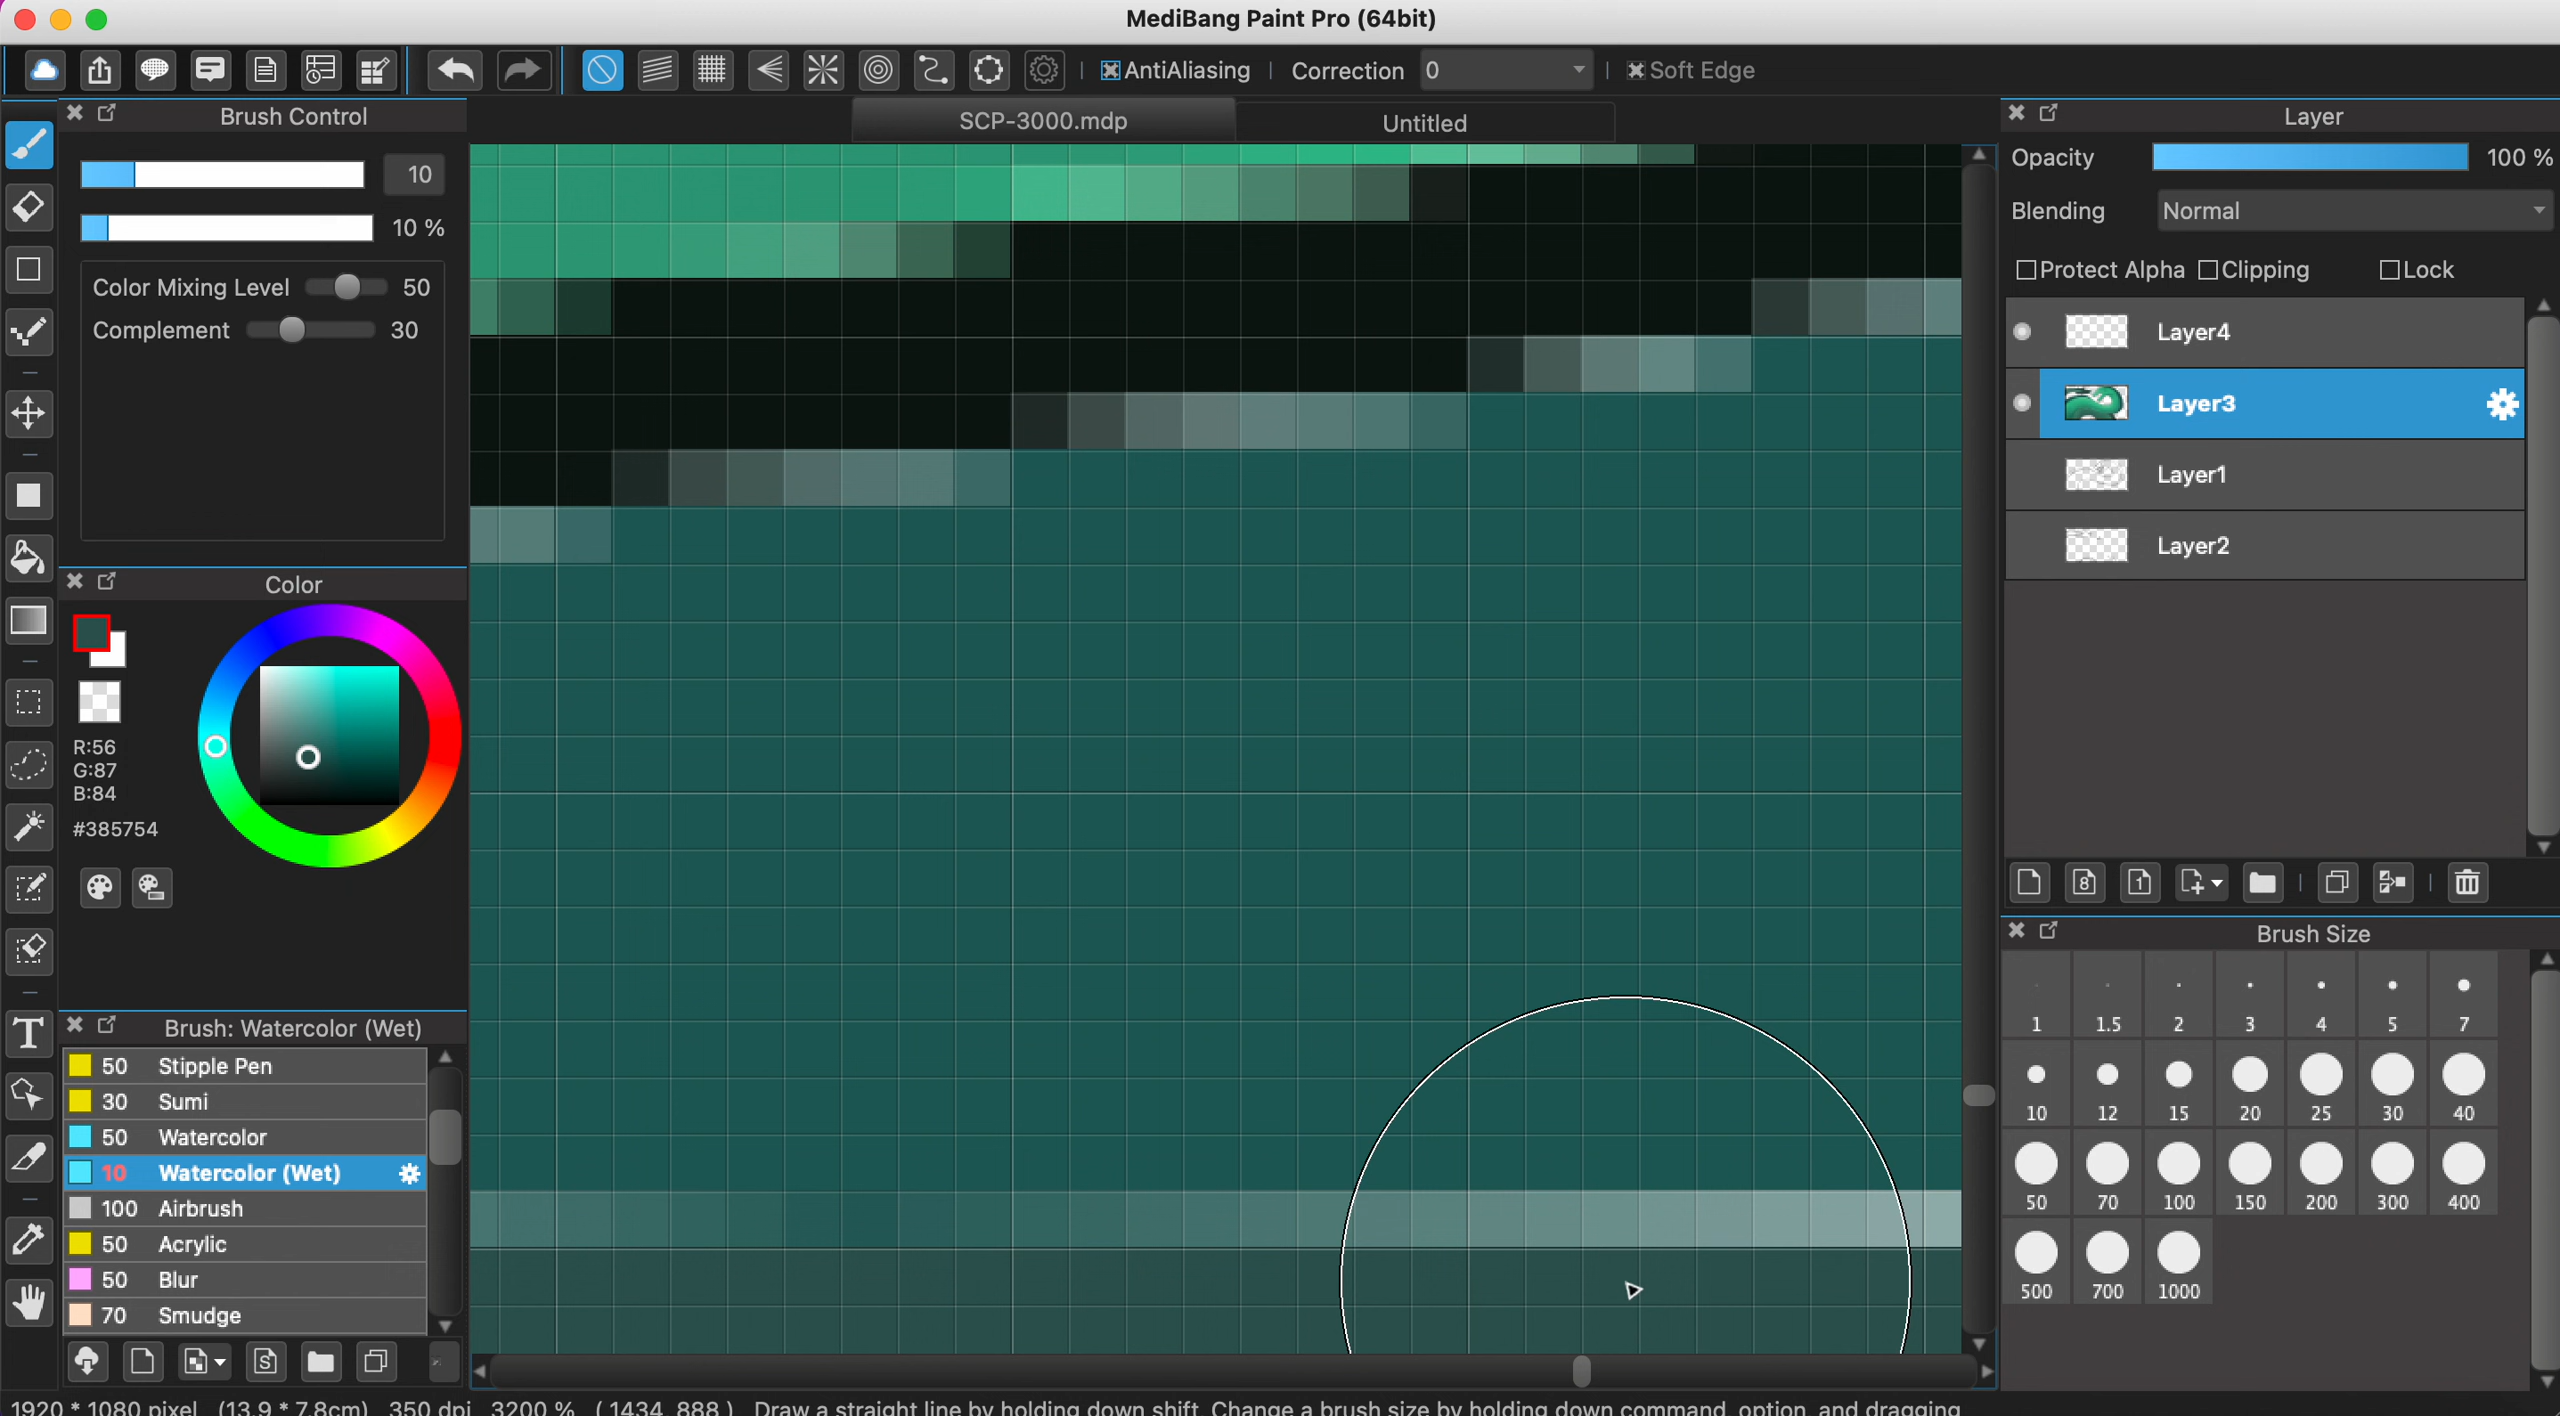 MediBang Paint Pro (64bit)
AntiAliasing
Correction 0
Soft Edge
Brush Control
10
10 %
Color Mixing Level 50
Complement 30
Color
R:56
G:87
B:84
#385754
Brush: Watercolor (Wet)
50 Stipple Pen
30 Sumi
50 Watercolor
10 Watercolor (Wet)
100 Airbrush
50 Acrylic
50 Blur
70 Smudge
SCP-3000.mdp
Untitled
Layer
Opacity 100 %
Blending Normal
Protect Alpha Clipping Lock
Layer4
Layer3
Layer1
Layer2
8 1
Brush Size
1 1.5 2 3 4 5 7
10 12 15 20 25 30 40
50 70 100 150 200 300 400
500 700 1000
T
S
1920 * 1080 pixel (13.9 * 7.8cm) 350 dpi 3200 % ( 1434, 888 ) Draw a straight line by holding down shift, Change a brush size by holding down command, option, and dragging